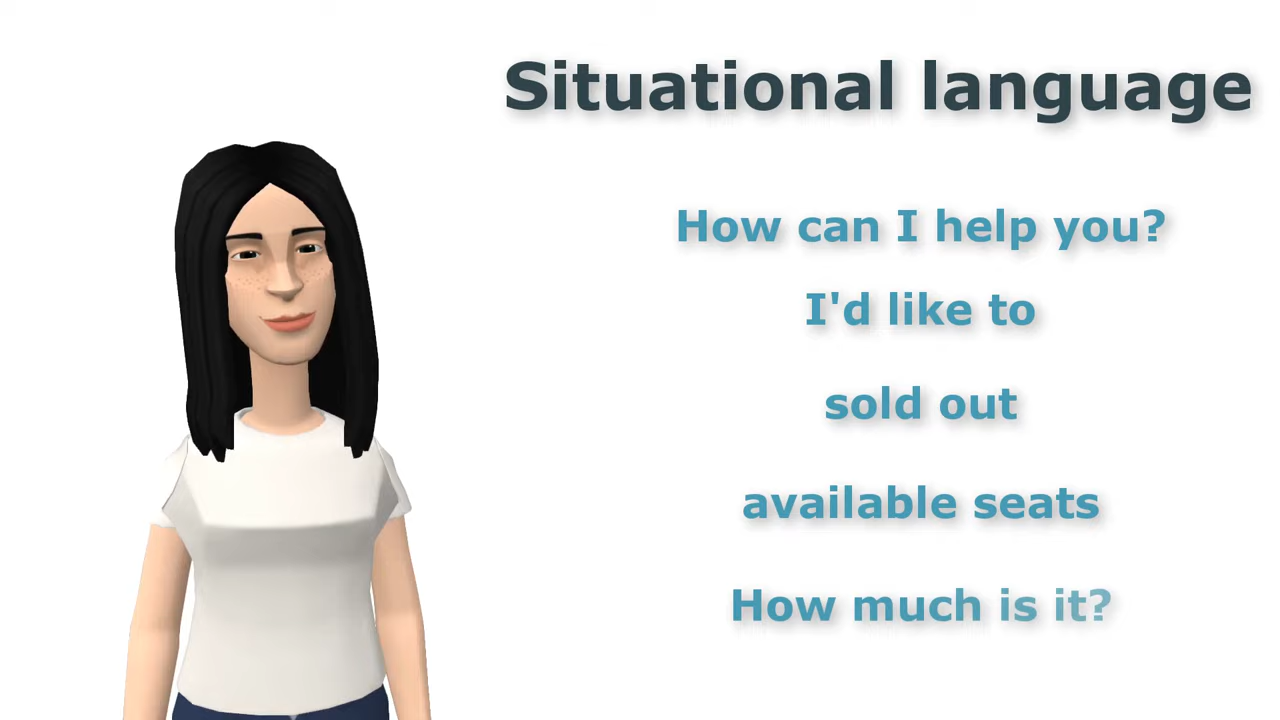 Situational language
How can I help you?
I'd like to
sold out
available seats
How much is it?